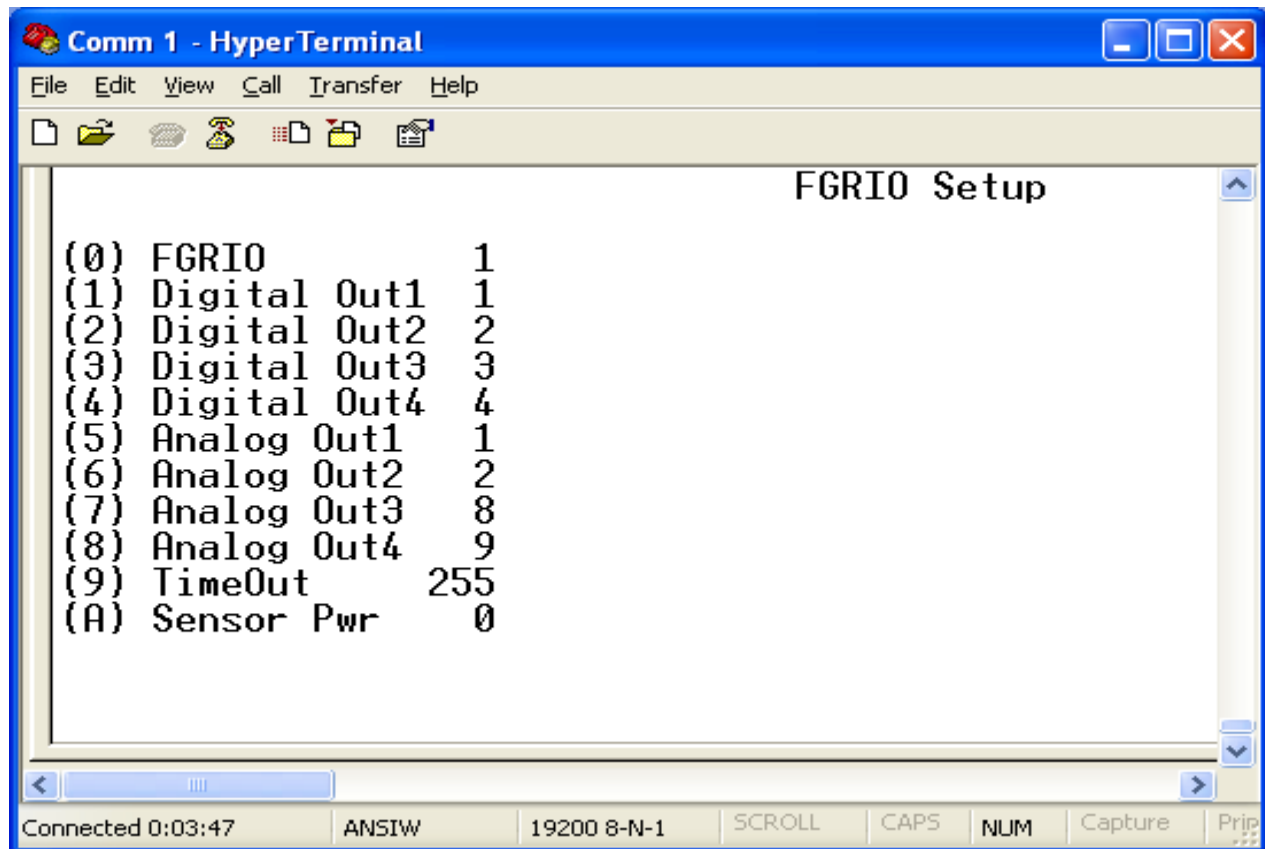 Comm 1 - HyperTerminal
File Edit View Call Transfer Help
FGRIO Setup
(0) FGRIO 1
(1) Digital Out1 1
(2) Digital Out2 2
(3) Digital Out3 3
(4) Digital Out4 4
(5) Analog Out1 1
(6) Analog Out2 2
(7) Analog Out3 8
(8) Analog Out4 9
(9) TimeOut 255
(A) Sensor Pwr 0
Connected 0:03:47 ANSIW 19200 8-N-1 SCROLL CAPS NUM Capture